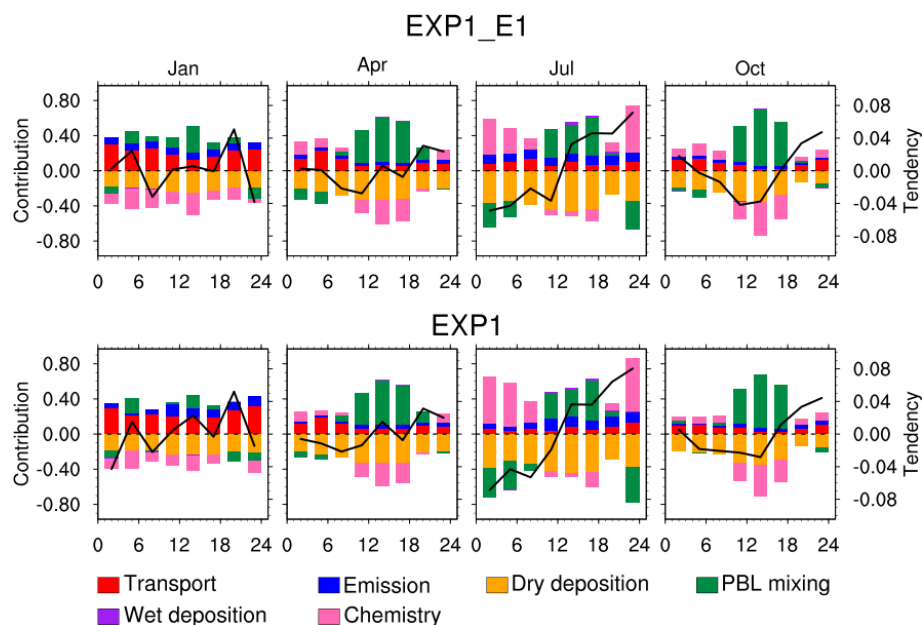 EXP1_E1
Jan Apr Jul Oct
0.80 0.08
0.40 0.04
0.00 0.00
-0.40 -0.04
-0.80 -0.08
Contribution Tendency
0 6 12 18 24 0 6 12 18 24 0 6 12 18 24 0 6 12 18 24
EXP1
0.80 0.08
0.40 0.04
0.00 0.00
-0.40 -0.04
-0.80 -0.08
Contribution Tendency
0 6 12 18 24 0 6 12 18 24 0 6 12 18 24 0 6 12 18 24
Transport Emission Dry deposition PBL mixing
Wet deposition Chemistry